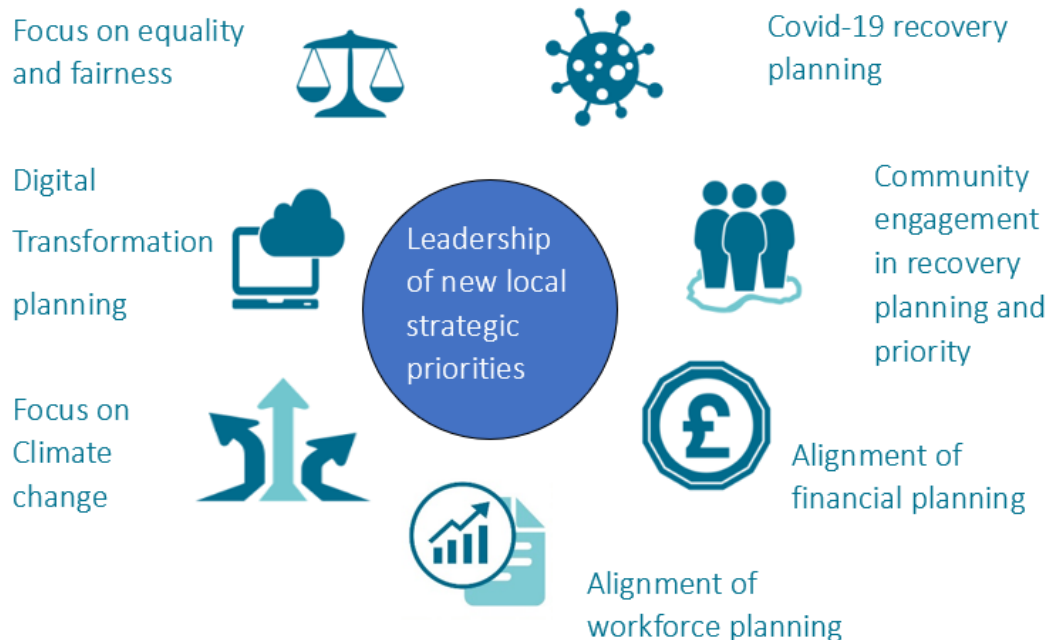 Focus on equality
and fairness
Covid-19 recovery
planning
Digital
Transformation
planning
Leadership
of new local
strategic
priorities
Community
engagement
in recovery
planning and
priority
Focus on
Climate
change
£
Alignment of
financial planning
Alignment of
workforce planning